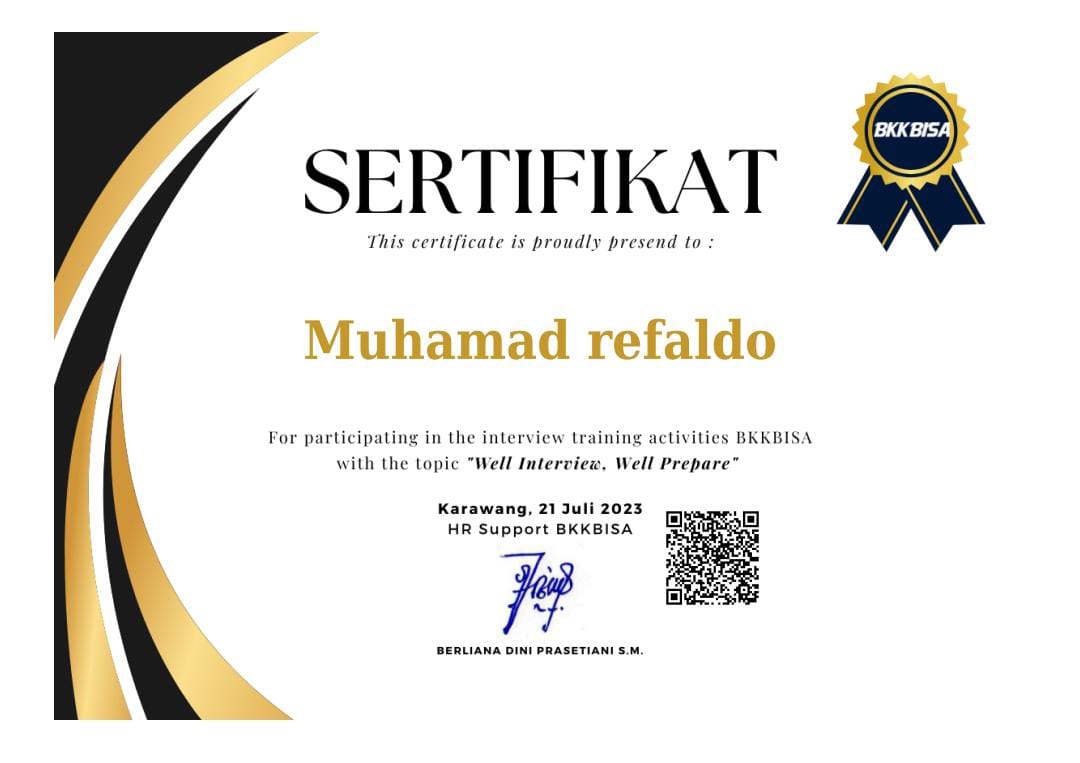 BKKBISA
SERTIFIKAT
This certificate is proudly presend to :
Muhamad refaldo
For participating in the interview training activities BKKBISA
with the topic "Well Interview, Well Prepare"
Karawang, 21 Juli 2023
HR Support BKKBISA
BERLIANA DINI PRASETIANI S.M.